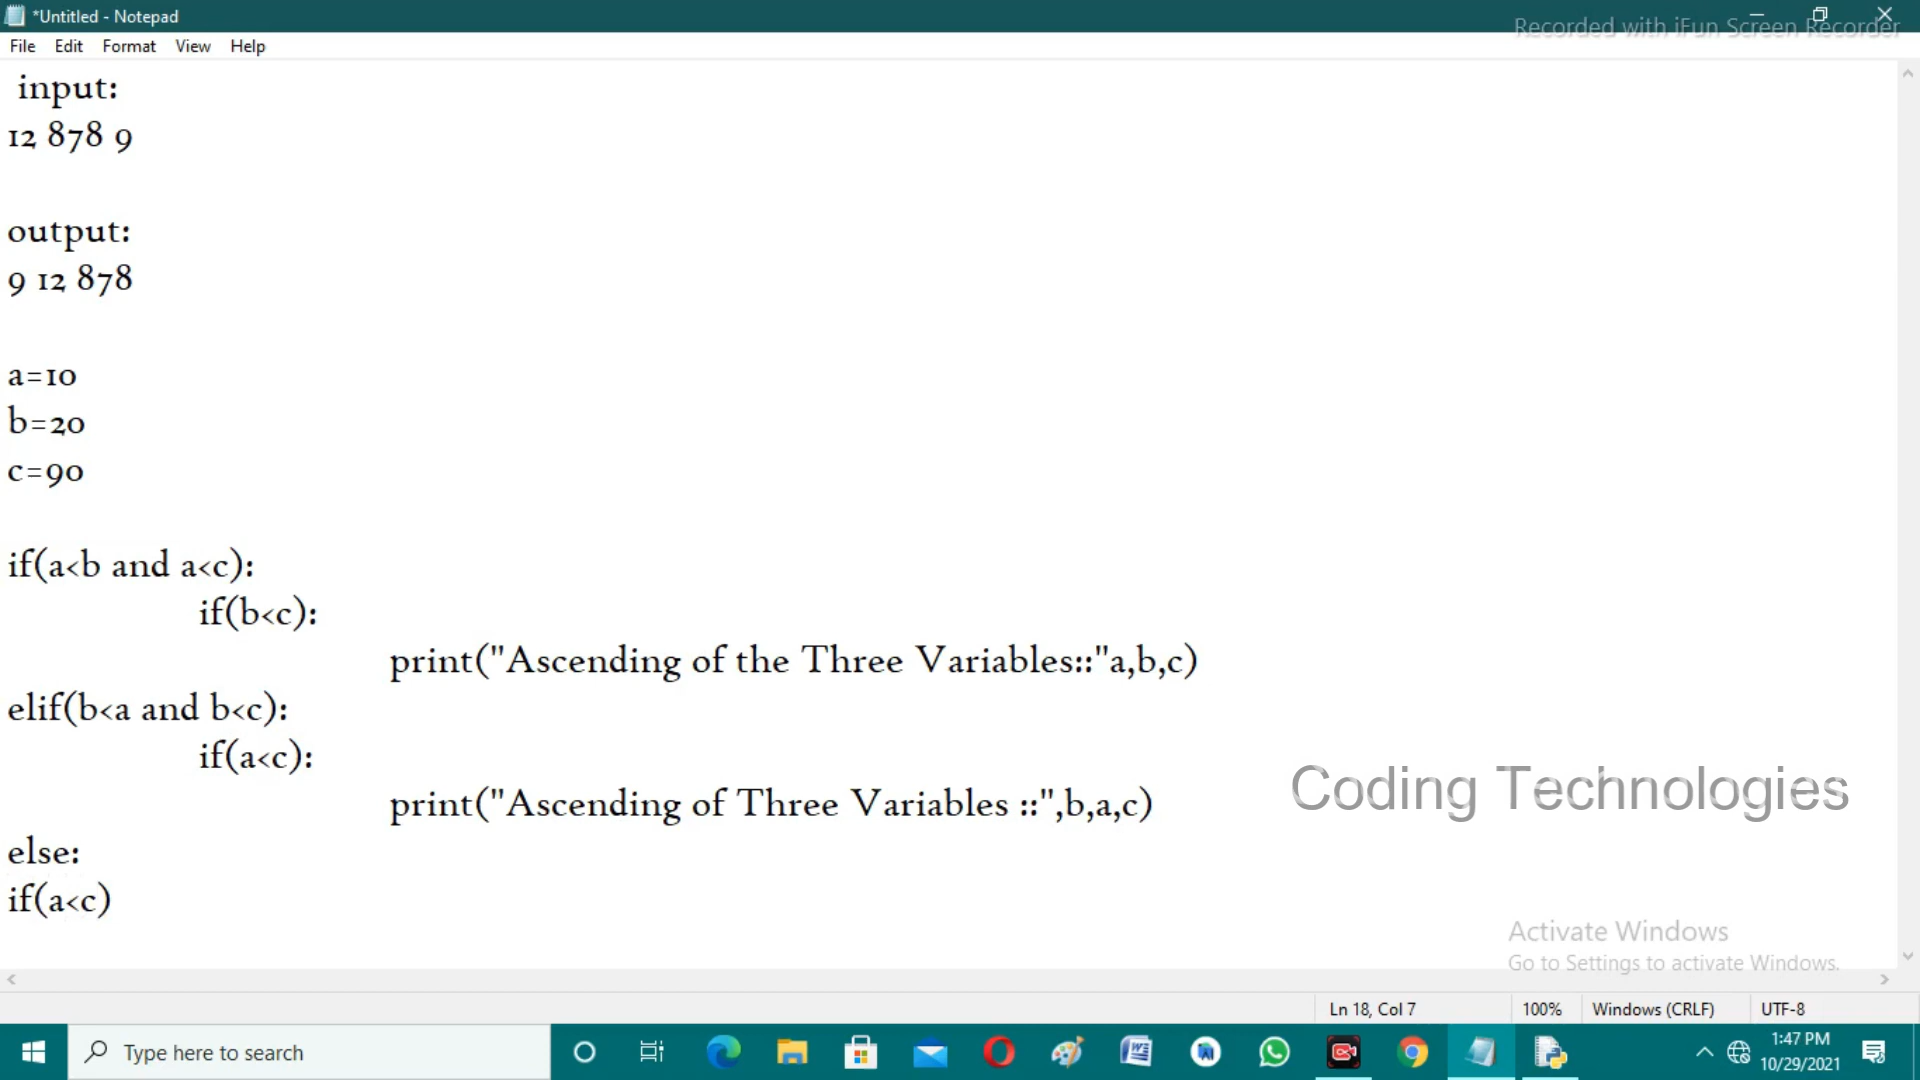 *Untitled - Notepad
Recorded with iFun Screen Recorder
File Edit Format View Help
input:
12 878 9
output:
9 12 878
a=10
b=20
c=90
if(a<b and a<c):
if(b<c):
print("Ascending of the Three Variables::"a,b,c)
elif(b<a and b<c):
if(a<c):
print("Ascending of Three Variables ::",b,a,c)
else:
if(a<c)
Coding Technologies
Activate Windows
Go to Settings to activate Windows.
Ln 18, Col 7 100% Windows (CRLF) UTF-8
Type here to search
1:47 PM
10/29/2021